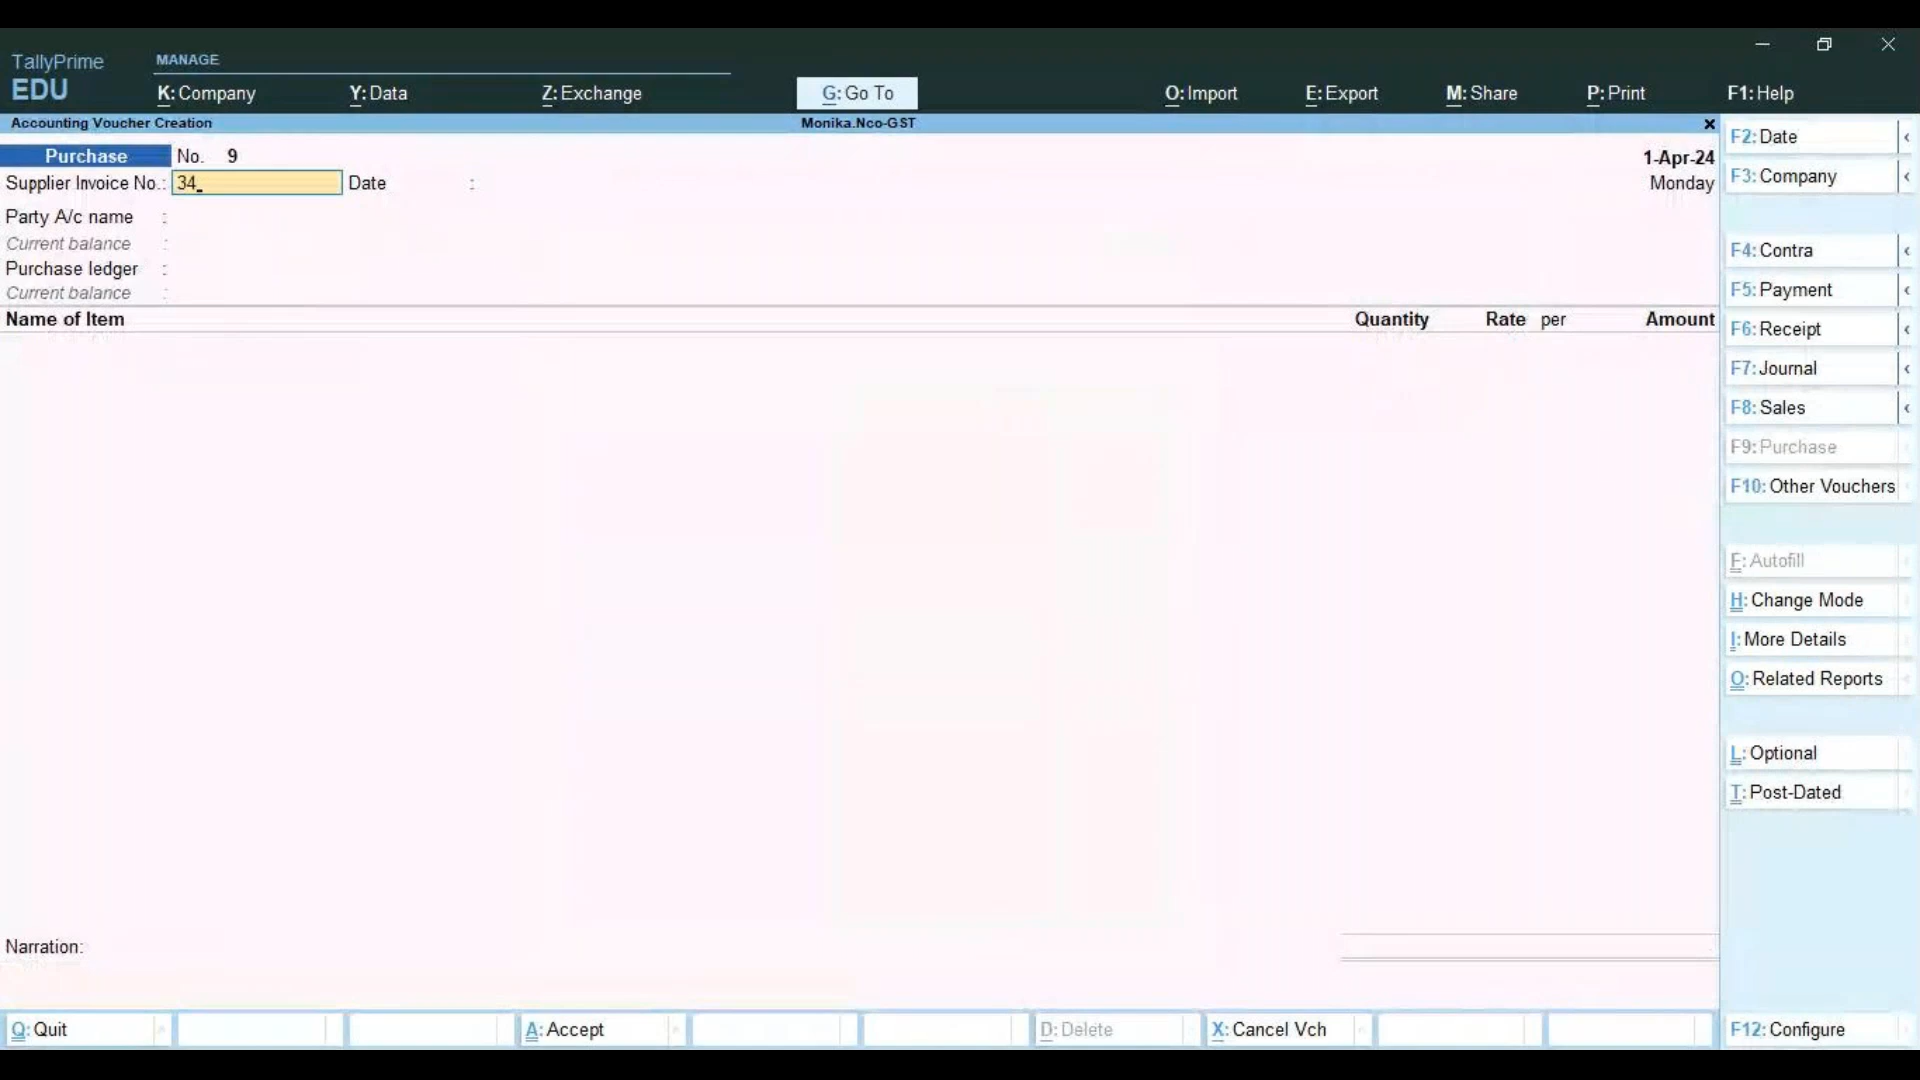 TallyPrime
EDU
MANAGE
K: Company
Y: Data
Z: Exchange
G: Go To
O: Import
E: Export
M: Share
P: Print
F1: Help
Accounting Voucher Creation
Monika.Nco-GST
Purchase No. 9
1-Apr-24
Supplier Invoice No.: 34 Date :
Monday
Party A/c name :
Current balance :
Purchase ledger :
Current balance :
Name of Item Quantity Rate per Amount
Narration:
F2: Date
F3: Company
F4: Contra
F5: Payment
F6: Receipt
F7: Journal
F8: Sales
F9: Purchase
F10: Other Vouchers
F: Autofill
H: Change Mode
I: More Details
O: Related Reports
L: Optional
T: Post-Dated
Q: Quit
A: Accept
D: Delete
X: Cancel Vch
F12: Configure